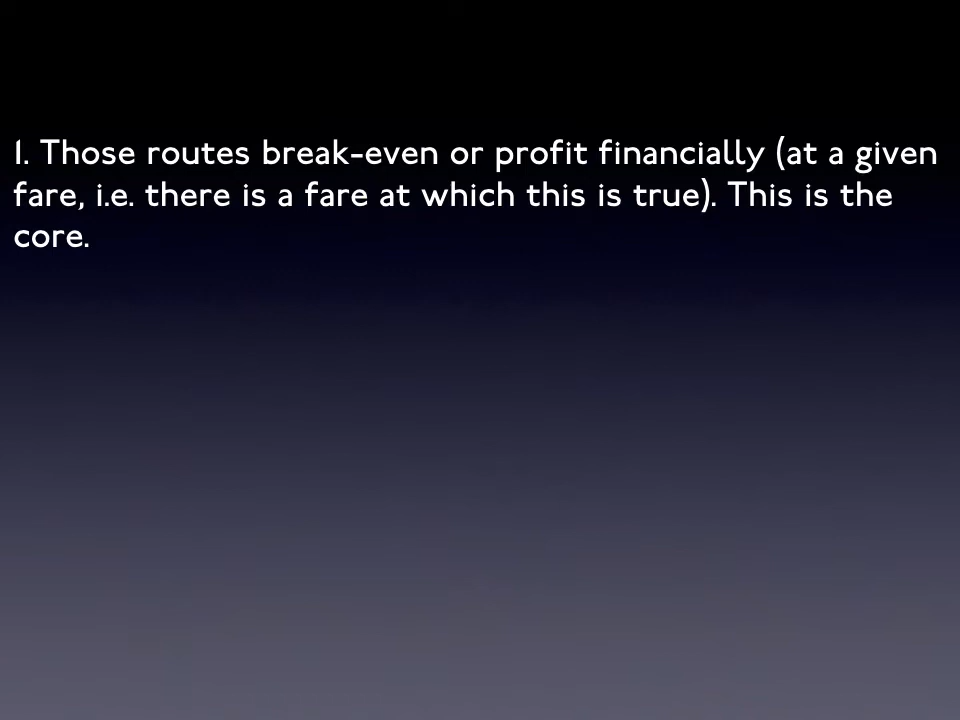 1. Those routes break-even or profit financially (at a given
fare, i.e. there is a fare at which this is true). This is the
core.